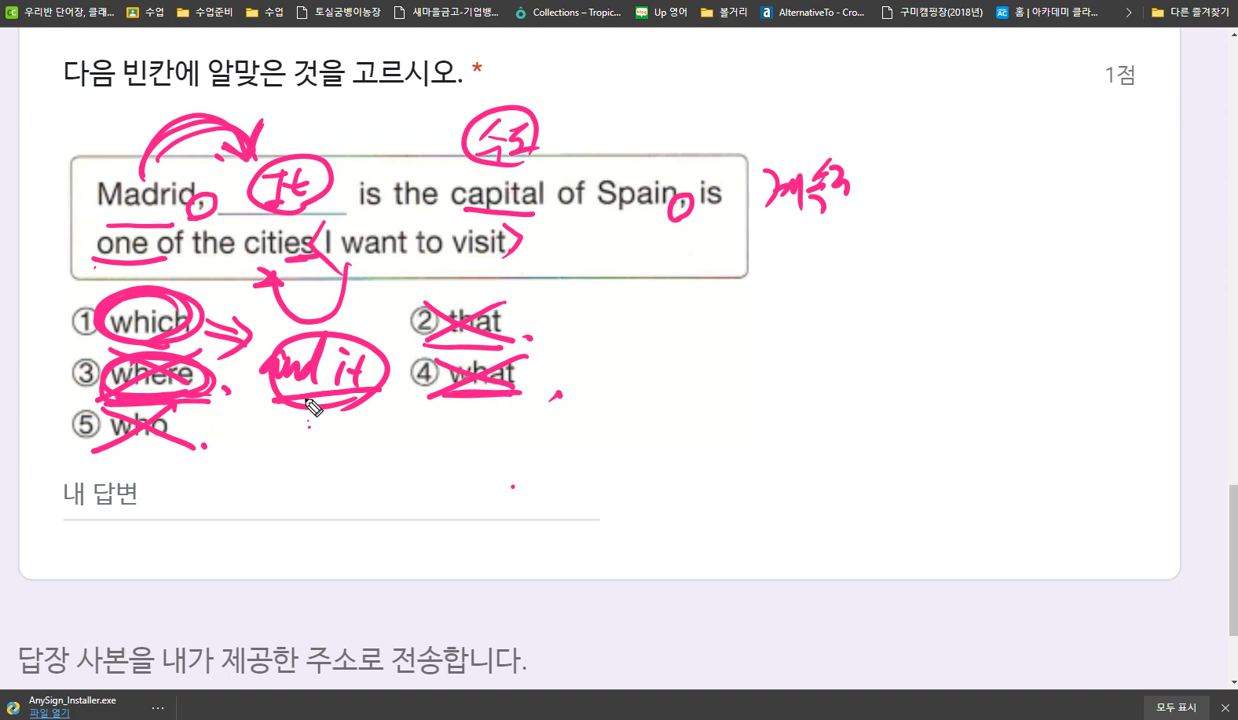 우리반 단어장, 클래... 수업 수업준비 수업 토실굼벵이농장 새마을금고-기업뱅... Collections – Tropic... Up 영어 볼거리 AlternativeTo - Cro... 구미캠핑장(2018년) 홈 | 아카데미 클라... 다른 즐겨찾기
다음 빈칸에 알맞은 것을 고르시오. * 1점
수도
Madrid, It is the capital of Spain, is 계속
one of the cities I want to visit.
① which ② that
③ where and it ④ what
⑤ who
내 답변
답장 사본을 내가 제공한 주소로 전송합니다.
AnySign_Installer.exe
파일 열기 ... 모두 표시